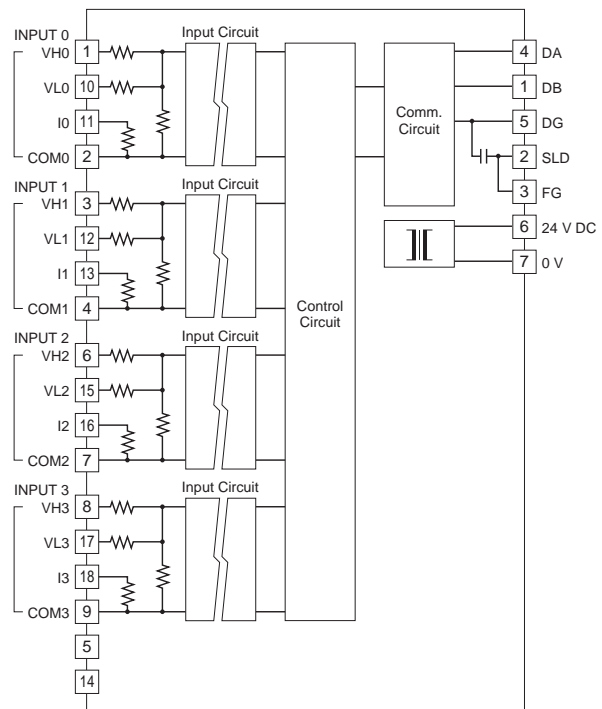 INPUT 0
VH0 1
VL0 10
I0 11
COM0 2
Input Circuit
INPUT 1
VH1 3
VL1 12
I1 13
COM1 4
Input Circuit
INPUT 2
VH2 6
VL2 15
I2 16
COM2 7
Input Circuit
INPUT 3
VH3 8
VL3 17
I3 18
COM3 9
Input Circuit
5
14
Control
Circuit
Comm.
Circuit
4 DA
1 DB
5 DG
2 SLD
3 FG
6 24 V DC
7 0 V